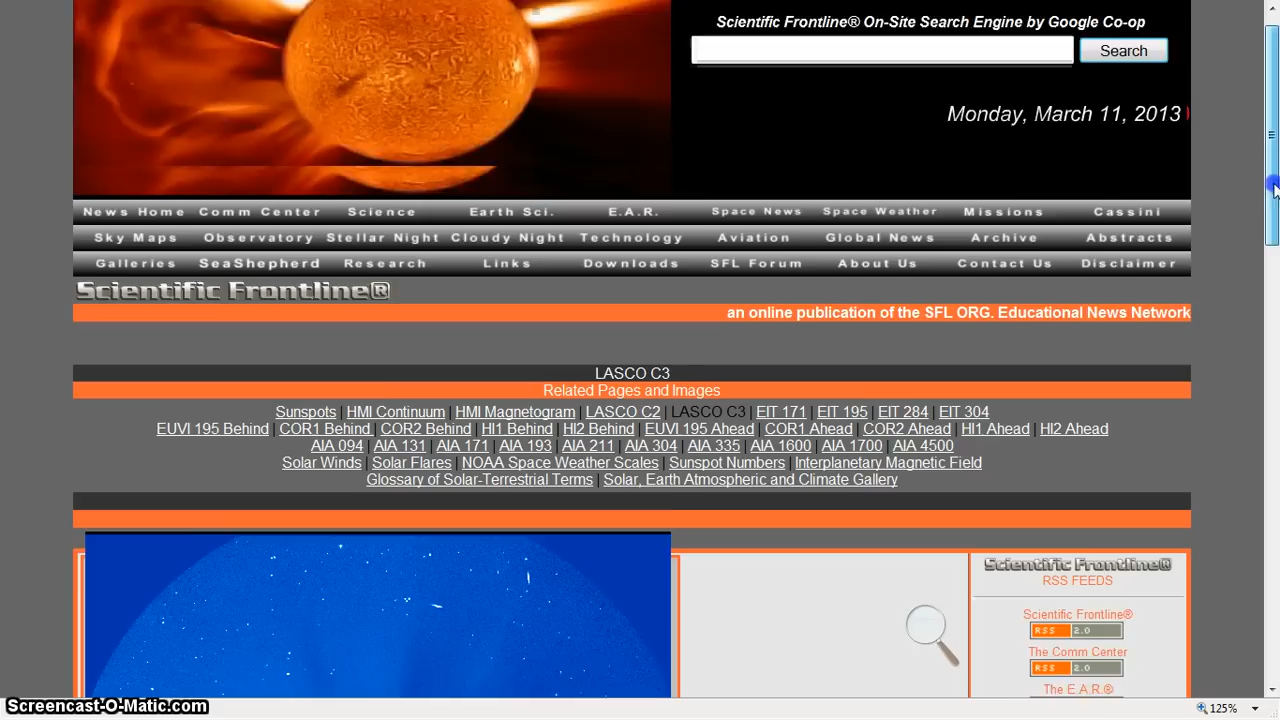 Scientific Frontline® On-Site Search Engine by Google Co-op
Search
Monday, March 11, 2013
News Home Comm Center Science Earth Sci. E.A.R. Space News Space Weather Missions Cassini
Sky Maps Observatory Stellar Night Cloudy Night Technology Aviation Global News Archive Abstracts
Galleries SeaShepherd Research Links Downloads SFL Forum About Us Contact Us Disclaimer
Scientific Frontline®
an online publication of the SFL ORG. Educational News Network
LASCO C3
Related Pages and Images
Sunspots | HMI Continuum | HMI Magnetogram | LASCO C2 | LASCO C3 | EIT 171 | EIT 195 | EIT 284 | EIT 304
EUVI 195 Behind | COR1 Behind | COR2 Behind | HI1 Behind | HI2 Behind | EUVI 195 Ahead | COR1 Ahead | COR2 Ahead | HI1 Ahead | HI2 Ahead
AIA 094 | AIA 131 | AIA 171 | AIA 193 | AIA 211 | AIA 304 | AIA 335 | AIA 1600 | AIA 1700 | AIA 4500
Solar Winds | Solar Flares | NOAA Space Weather Scales | Sunspot Numbers | Interplanetary Magnetic Field
Glossary of Solar-Terrestrial Terms | Solar, Earth Atmospheric and Climate Gallery
Scientific Frontline®
RSS FEEDS
Scientific Frontline®
RSS 2.0
The Comm Center
RSS 2.0
The E.A.R.®
Screencast-O-Matic.com
125%